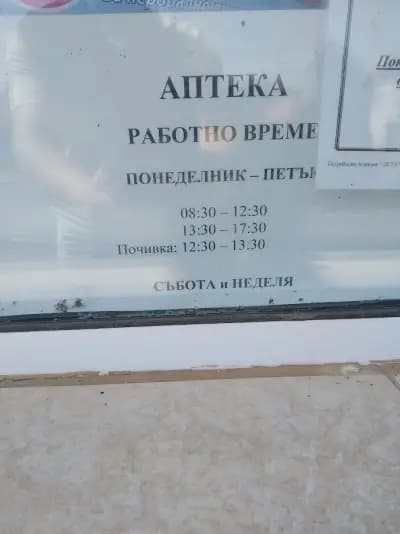 АПТЕКА
РАБОТНО ВРЕМЕ
ПОНЕДЕЛНИК – ПЕТЪК
08:30 – 12:30
13:30 – 17:30
Почивка: 12:30 – 13.30
СЪБОТА и НЕДЕЛЯ